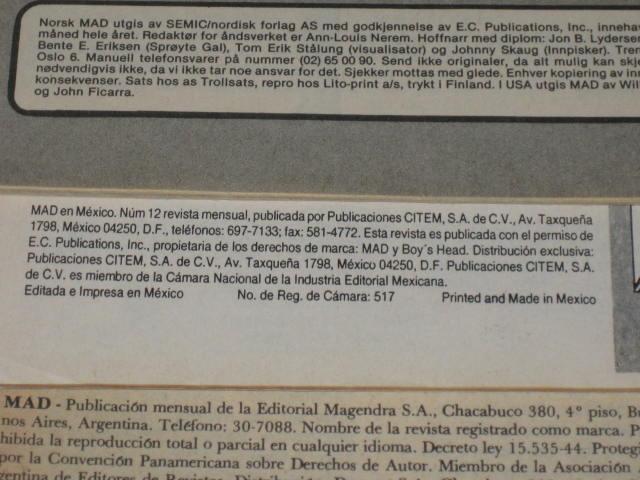 Norsk MAD utgis av SEMIC/nordisk forlag AS med godkjennelse av E.C. Publications, Inc.,
måned hele året. Redaktør for åndsverket er Ann-Louis Nerem. Hoffnarr med diplom: Jon B.
Bente E. Eriksen (Sprøyte Gal), Tom Erik Stålung (visualisator) og Johnny Skaug (Innpisker).
Oslo 6. Manuell telefonsvarer på nummer (02) 65 00 90. Send ikke originaler, da alt mulig kan
nødvendigvis ikke, da vi ikke tar noe ansvar for det. Sjekker mottas med glede. Enhver kopiering av
konsekvenser. Sats hos as Trollsats, repro hos Lito-print a/s, trykt i Finland. I USA utgis MAD av
og John Ficarra.
MAD en México. Núm 12 revista mensual, publicada por Publicaciones CITEM, S.A. de C.V., Av. Taxqueña
1798, México 04250, D.F., teléfonos: 697-7133; fax: 581-4772. Esta revista es publicada con el permiso de
E.C. Publications, Inc., propietaria de los derechos de marca: MAD y Boy´s Head. Distribución exclusiva:
Publicaciones CITEM, S.A. de C.V., Av. Taxqueña 1798, México 04250, D.F. Publicaciones CITEM, S.A.
de C.V. es miembro de la Cámara Nacional de la Industria Editorial Mexicana.
Editada e Impresa en México No. de Reg. de Cámara: 517 Printed and Made in Mexico
MAD - Publicación mensual de la Editorial Magendra S.A., Chacabuco 380, 4° piso,
nos Aires, Argentina. Teléfono: 30-7088. Nombre de la revista registrado como marca.
hibida la reproducción total o parcial en cualquier idioma. Decreto ley 15.535-44.
por la Convención Panamericana sobre Derechos de Autor. Miembro de la Asociación
de Editores de